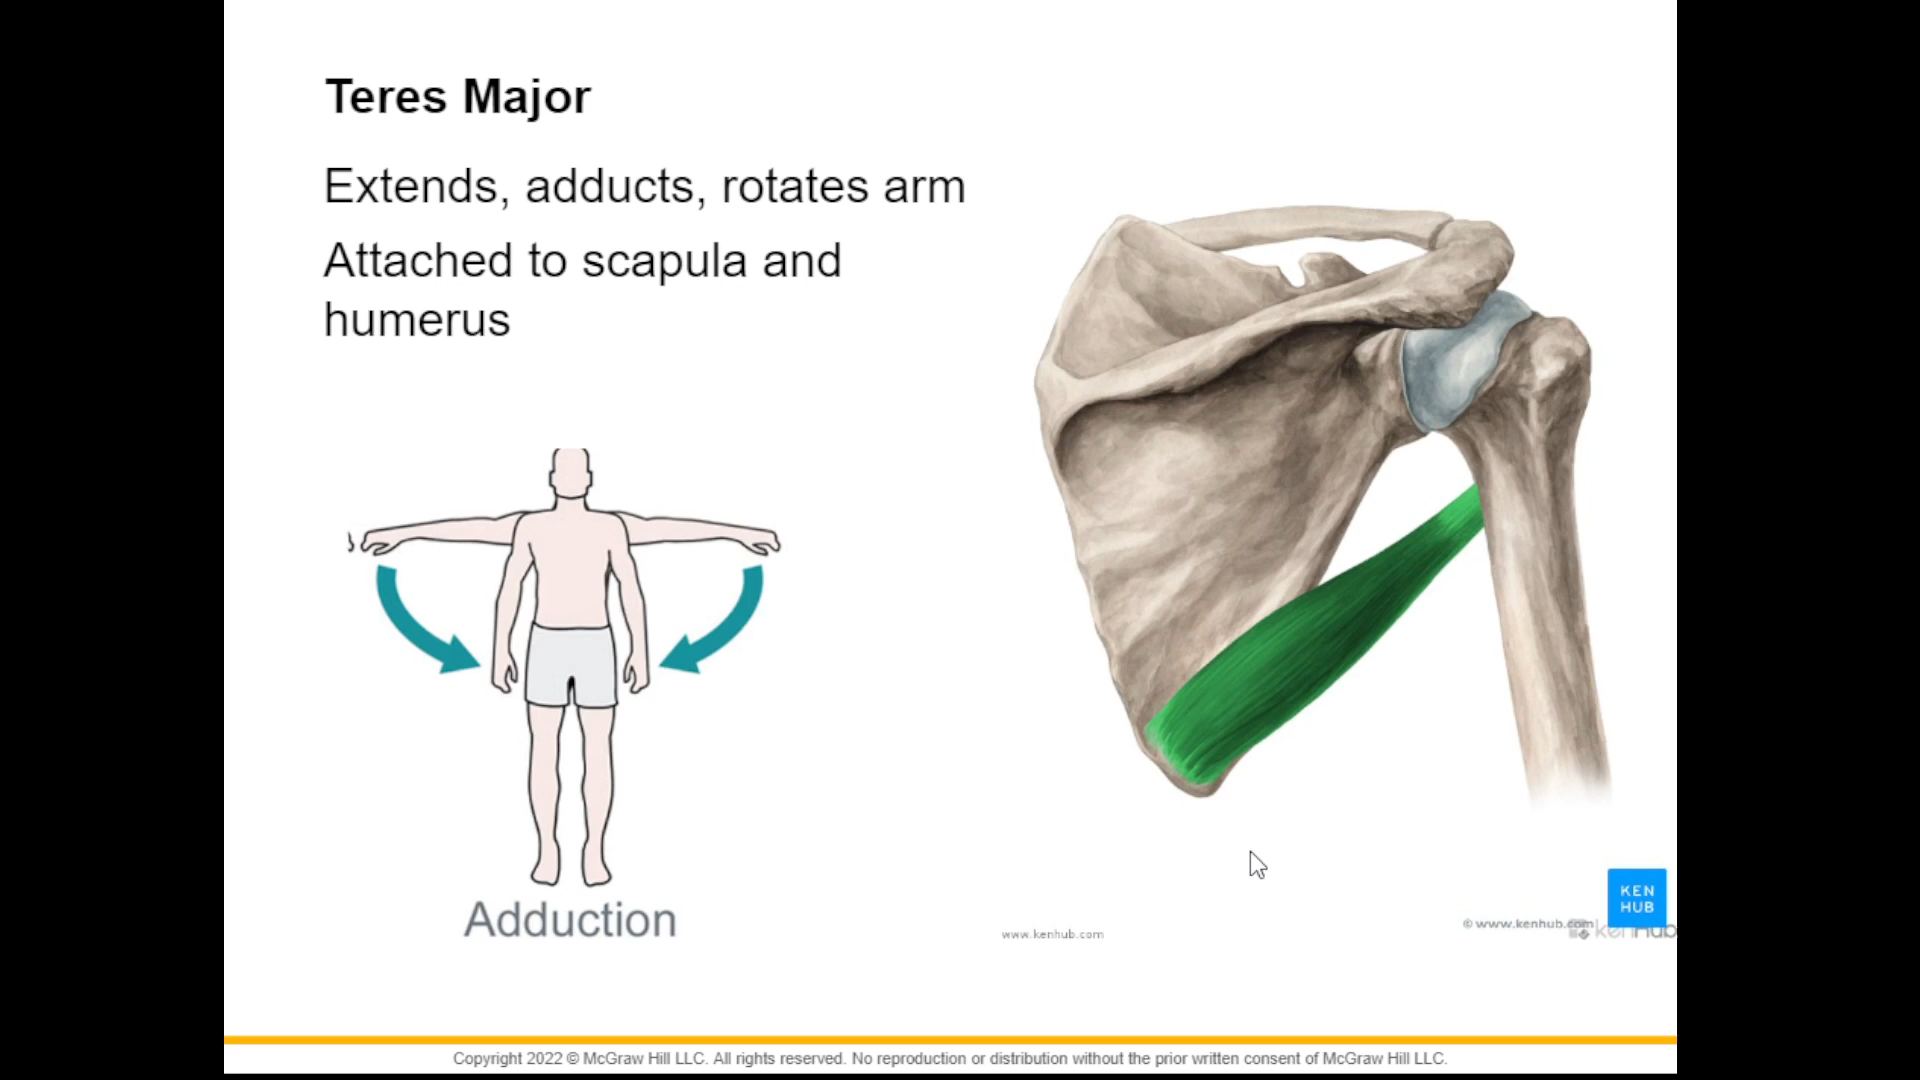 Teres Major
Extends, adducts, rotates arm
Attached to scapula and
humerus
Adduction
www.kenhub.com
© www.kenhub.com
KEN
HUB
kenHub
Copyright 2022 © McGraw Hill LLC. All rights reserved. No reproduction or distribution without the prior written consent of McGraw Hill LLC.